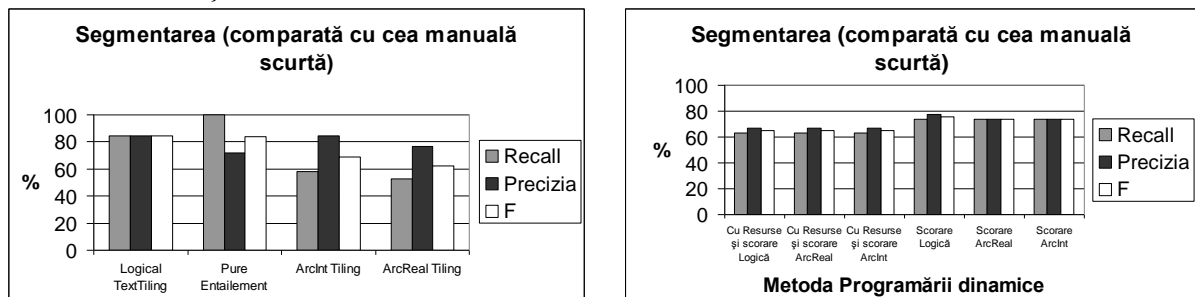 Segmentarea (comparată cu cea manuală
scurtă)
100
80
60
40
20
0
%
Recall
Precizia
F
Logical
TextTiling
Pure
Entailement
ArcInt Tiling
ArcReal Tiling
Segmentarea (comparată cu cea manuală
scurtă)
100
80
60
40
20
0
%
Recall
Precizia
F
Cu Resurse
şi scorare
Logică
Cu Resurse
şi scorare
ArcReal
Cu Resurse
şi scorare
ArcInt
Scorare
Logică
Scorare
ArcReal
Scorare
ArcInt
Metoda Programării dinamice